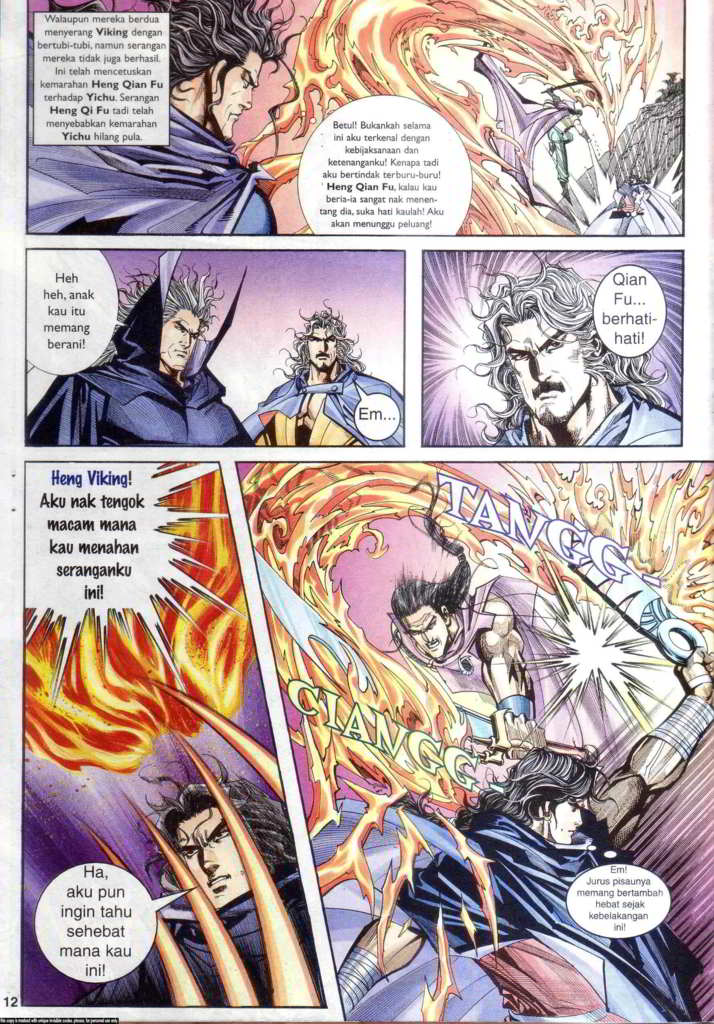 Walaupun mereka berdua
menyerang Viking dengan
bertubi-tubi, namun serangan
mereka tidak juga berhasil.
Ini telah mencetuskan
kemarahan Heng Qian Fu
terhadap Yichu. Serangan
Heng Qi Fu tadi telah
menyebabkan kemarahan
Yichu hilang pula.
Betul! Bukankah selama
ini aku terkenal dengan
kebijaksanaan dan
ketenanganku! Kenapa tadi
aku bertindak terburu-buru!
Heng Qian Fu, kalau kau
beria-ia sangat nak menen-
tang dia, suka hati kaulah! Aku
akan menunggu peluang!
Heh
heh, anak
kau itu
memang
berani!
Em...
Qian
Fu...
berhati-
hati!
Heng Viking!
Aku nak tengok
macam mana
kau menahan
seranganku
ini!
TANGG-
CIANGG-
Ha,
aku pun
ingin tahu
sehebat
mana kau
ini!
Em!
Jurus pisaunya
memang bertambah
hebat sejak
kebelakangan
ini!
12